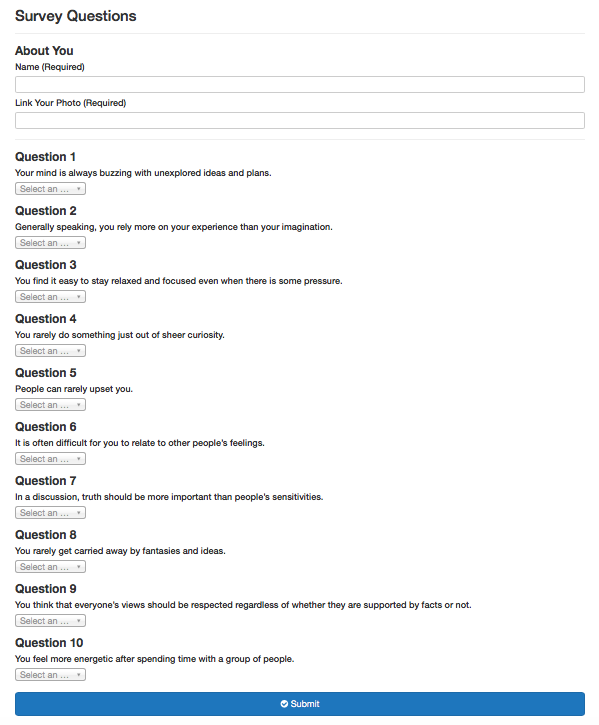 Survey Questions
About You
Name (Required)
Link Your Photo (Required)
Question 1
Your mind is always buzzing with unexplored ideas and plans.
Select an ...
Question 2
Generally speaking, you rely more on your experience than your imagination.
Select an ...
Question 3
You find it easy to stay relaxed and focused even when there is some pressure.
Select an ...
Question 4
You rarely do something just out of sheer curiosity.
Select an ...
Question 5
People can rarely upset you.
Select an ...
Question 6
It is often difficult for you to relate to other people's feelings.
Select an ...
Question 7
In a discussion, truth should be more important than people's sensitivities.
Select an ...
Question 8
You rarely get carried away by fantasies and ideas.
Select an ...
Question 9
You think that everyone's views should be respected regardless of whether they are supported by facts or not.
Select an ...
Question 10
You feel more energetic after spending time with a group of people.
Select an ...
Submit